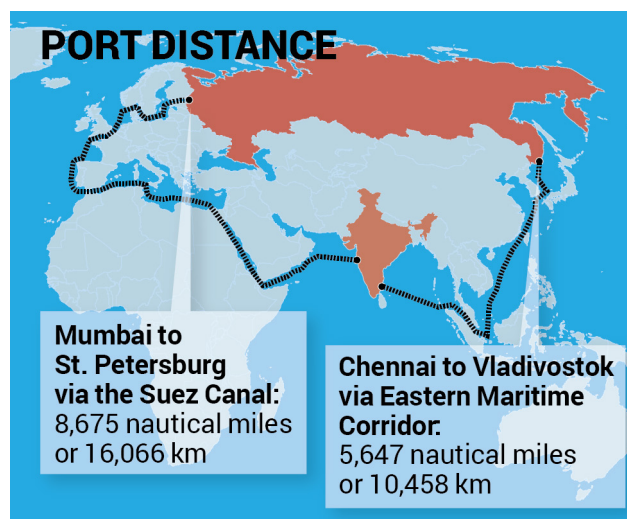 PORT DISTANCE
Mumbai to
St. Petersburg
via the Suez Canal:
8,675 nautical miles
or 16,066 km
Chennai to Vladivostok
via Eastern Maritime
Corridor:
5,647 nautical miles
or 10,458 km